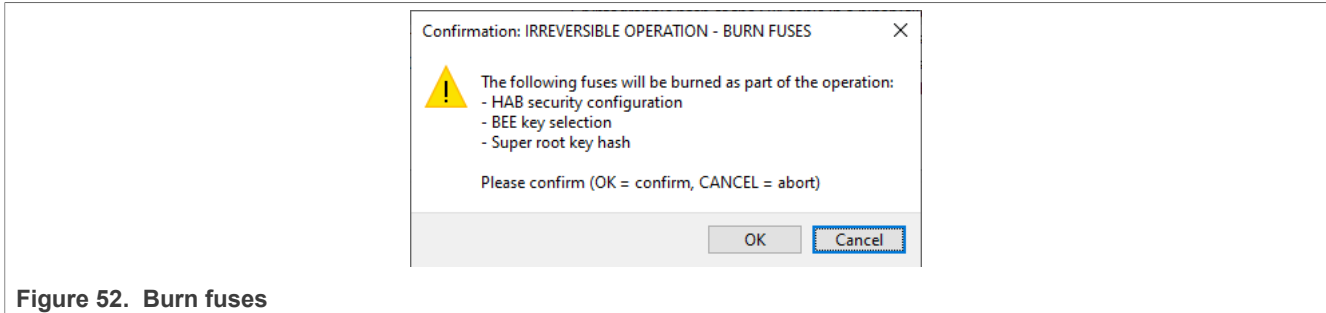 Confirmation: IRREVERSIBLE OPERATION - BURN FUSES
The following fuses will be burned as part of the operation:
- HAB security configuration
- BEE key selection
- Super root key hash
Please confirm (OK = confirm, CANCEL = abort)
OK Cancel
Figure 52. Burn fuses